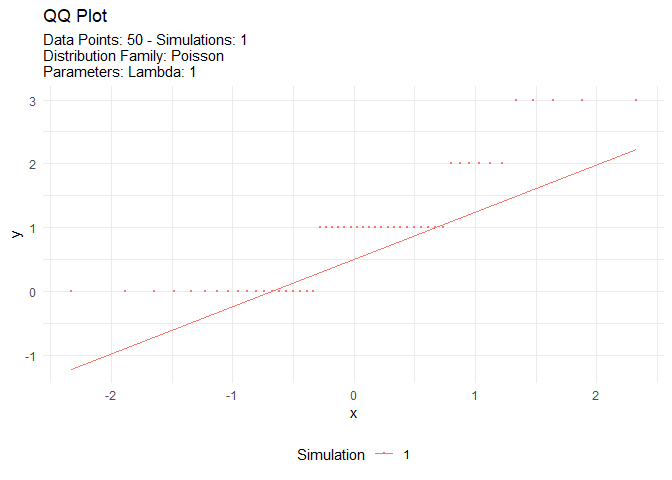 QQ Plot
Data Points: 50 - Simulations: 1
Distribution Family: Poisson
Parameters: Lambda: 1
3
2
1
0
-1
y
-2 -1 0 1 2
x
Simulation 1